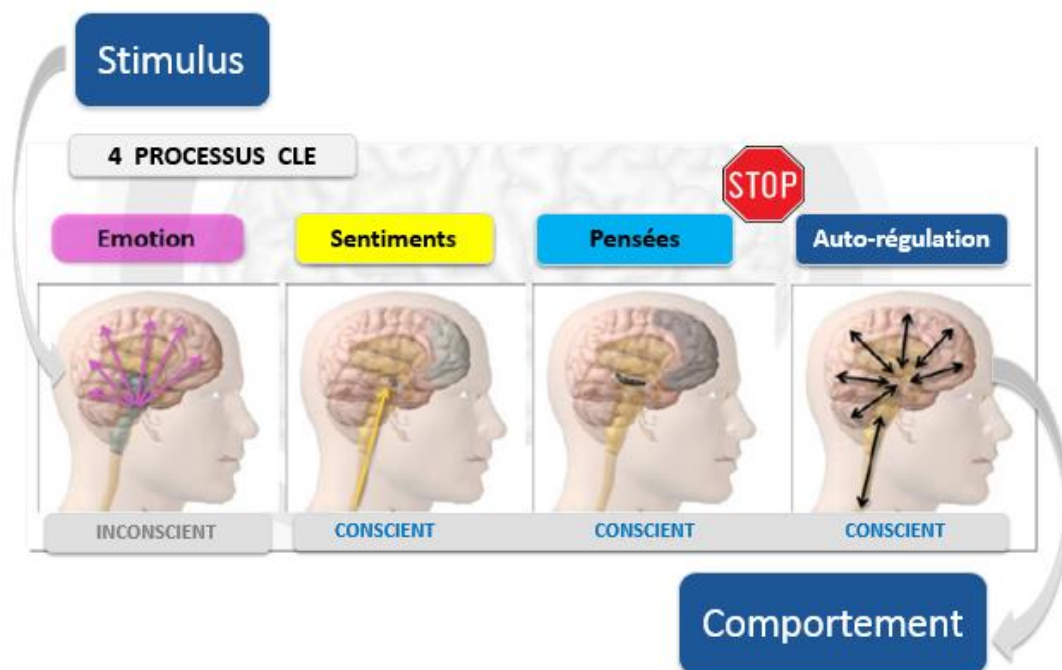 Stimulus
4 PROCESSUS CLE
STOP
Emotion
Sentiments
Pensées
Auto-régulation
INCONSCIENT
CONSCIENT
CONSCIENT
CONSCIENT
Comportement